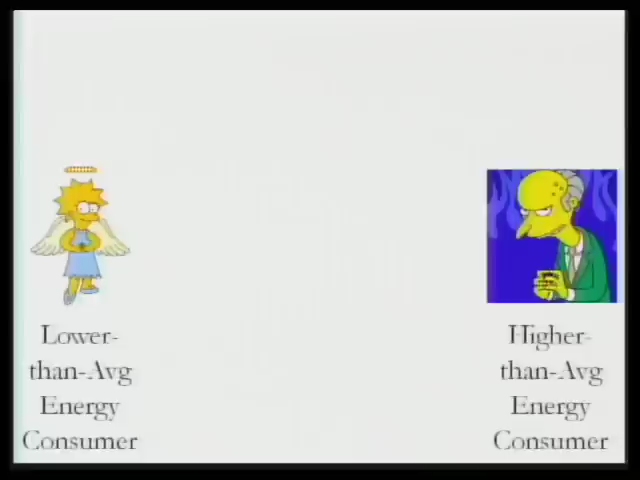 Lower-
than-Avg
Energy
Consumer
Higher-
than-Avg
Energy
Consumer